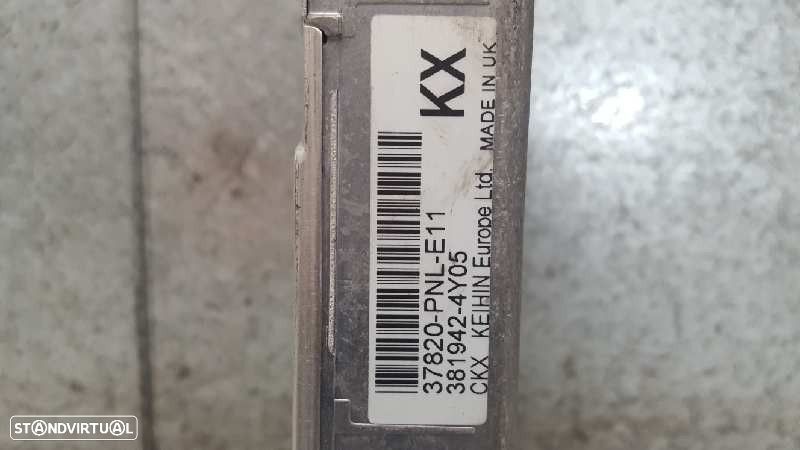 KX
37820-PNL-E11
381942-4Y05
CKX KEIHIN Europe Ltd. MADE IN UK
STANDVIRTUAL